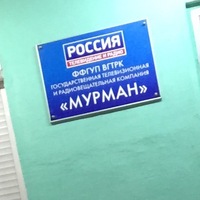 РОССИЯ
ТЕЛЕВИДЕНИЕ И РАДИО
ФФГУП ВГТРК
ГОСУДАРСТВЕННАЯ ТЕЛЕВИЗИОННАЯ
И РАДИОВЕЩАТЕЛЬНАЯ КОМПАНИЯ
«МУРМАН»